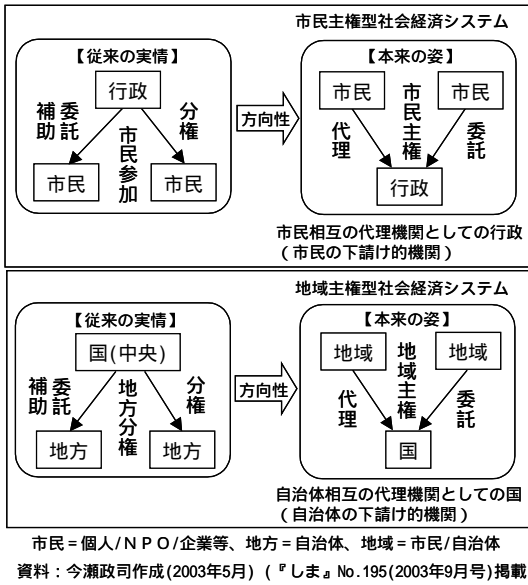 市民主権型社会経済システム
【従来の実情】
行政
補助
委託
市民参加
分権
市民
市民
方向性
【本来の姿】
市民
市民
代理
市民主権
委託
行政
市民相互の代理機関としての行政
(市民の下請け的機関)
地域主権型社会経済システム
【従来の実情】
国(中央)
補助
委託
地方分権
分権
地方
地方
方向性
【本来の姿】
地域
地域
代理
地域主権
委託
国
自治体相互の代理機関としての国
(自治体の下請け的機関)
市民=個人/NPO/企業等、地方=自治体、地域=市民/自治体
資料:今瀬政司作成(2003年5月)(『しま』No.195(2003年9月号)掲載